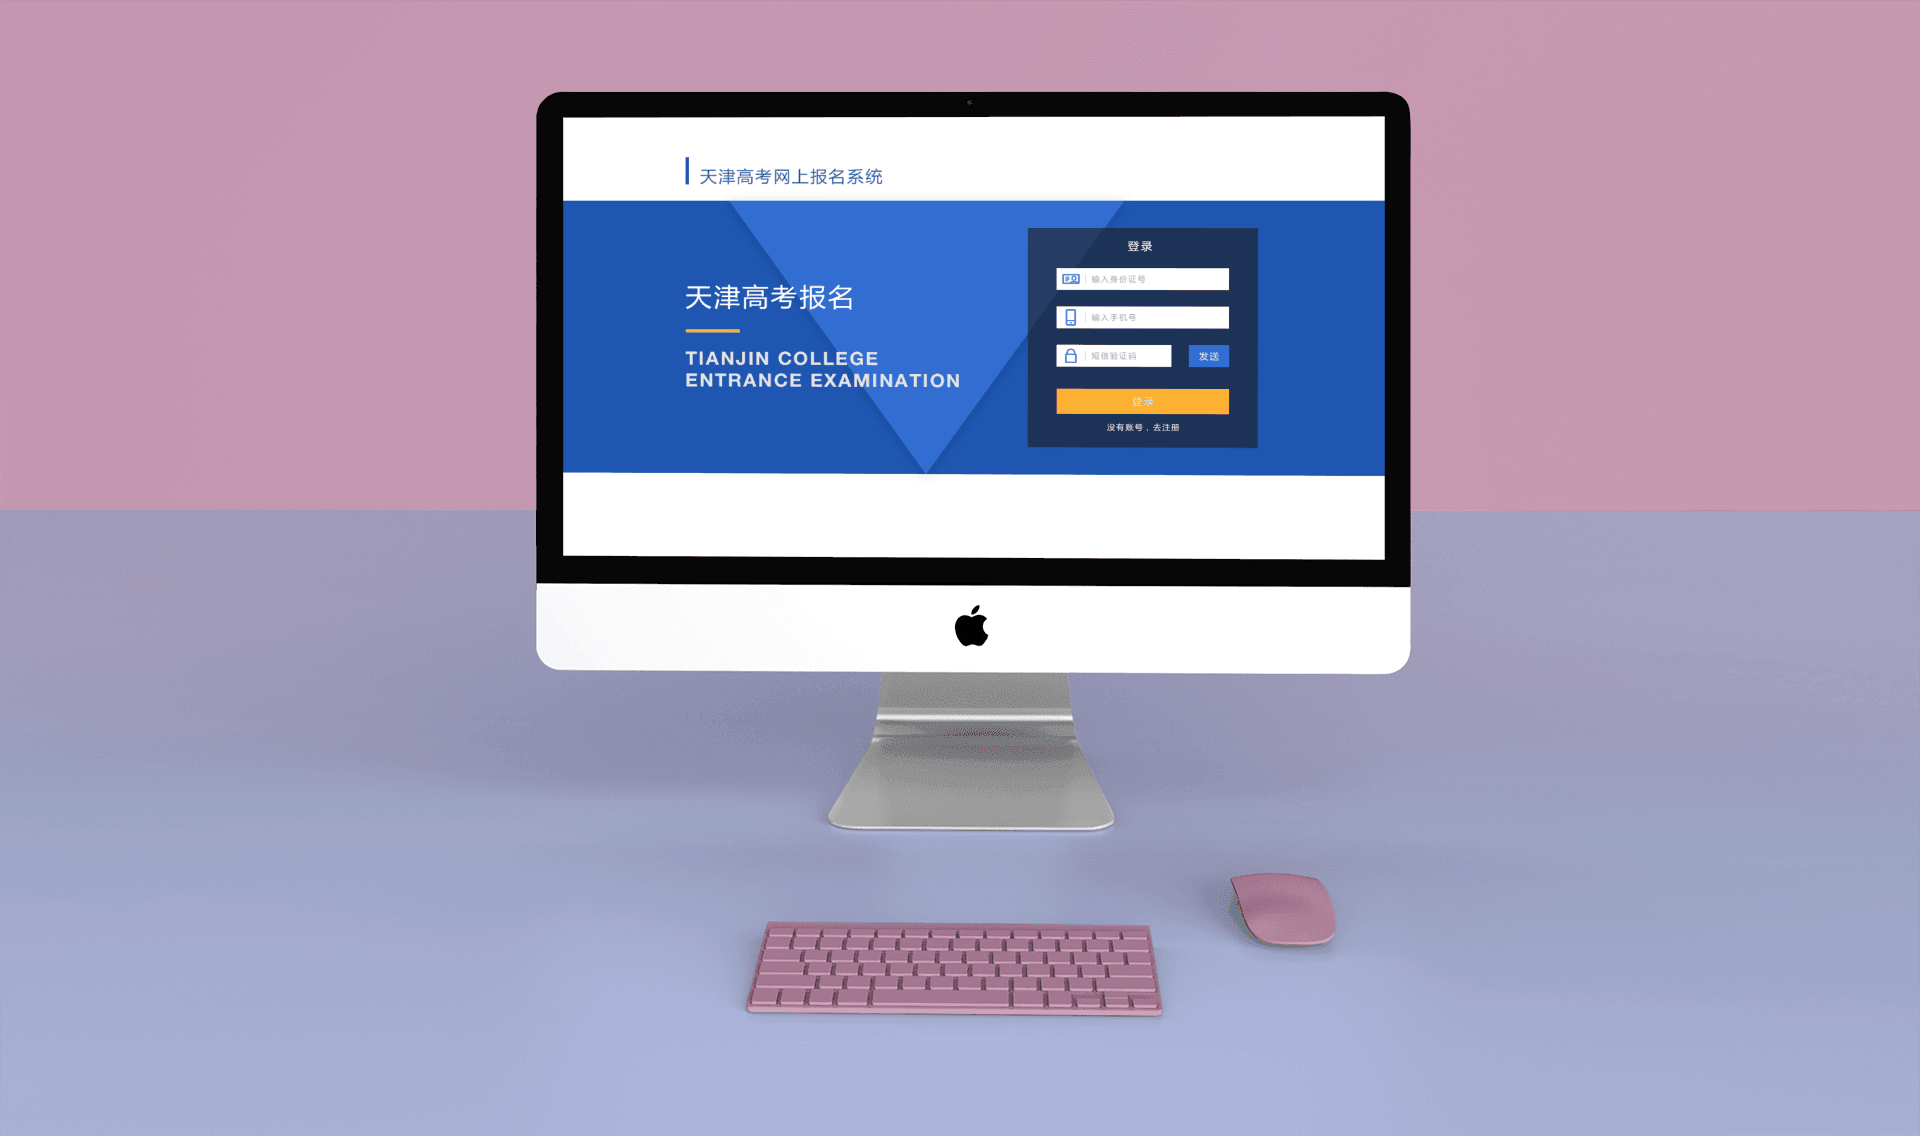 天津高考网上报名系统
天津高考报名
TIANJIN COLLEGE
ENTRANCE EXAMINATION
登录
输入身份证号
输入手机号
短信验证码
发送
登录
没有账号，去注册